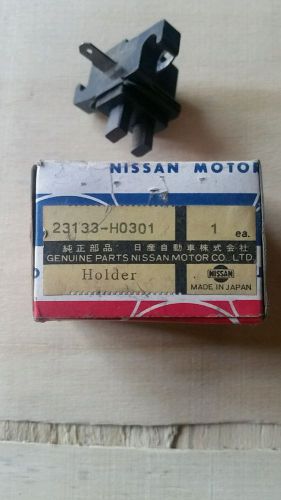 NISSAN MOTOR
23133-H0301 1 ea.
純正部品 日産自動車株式会社
GENUINE PARTS NISSAN MOTOR CO., LTD.
Holder NISSAN
MADE IN JAPAN